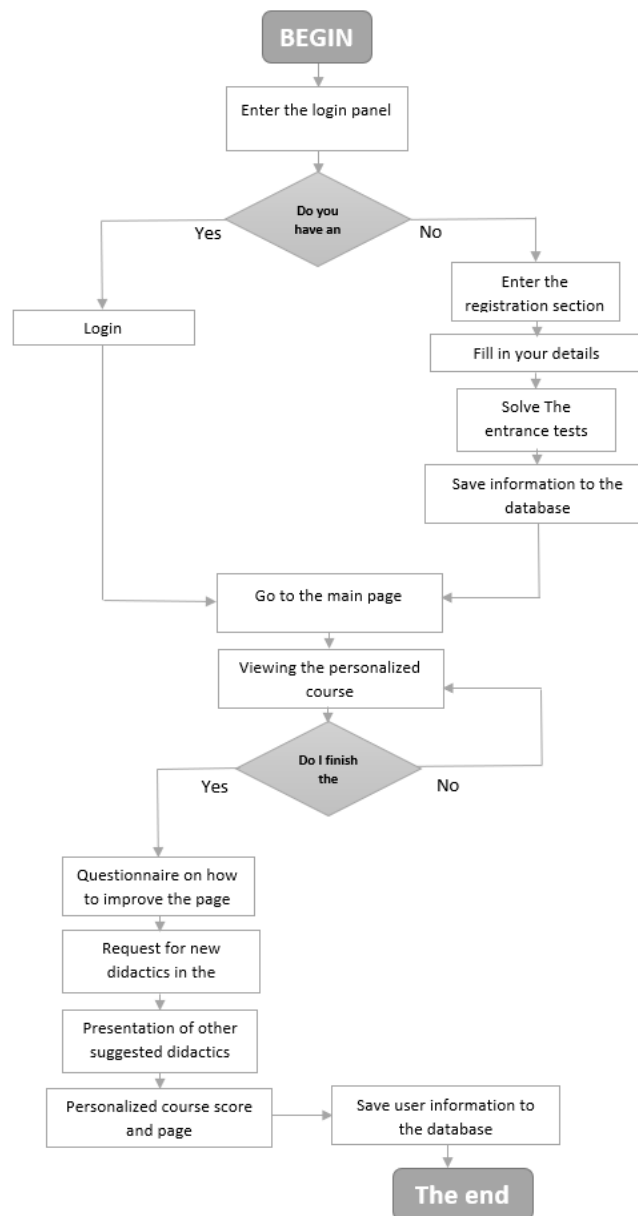 BEGIN
Enter the login panel
Do you
have an
Yes
No
Enter the
registration section
Login
Fill in your details
Solve The
entrance tests
Save information to the
database
Go to the main page
Viewing the personalized
course
Do I finish
the
Yes
No
Questionnaire on how
to improve the page
Request for new
didactics in the
Presentation of other
suggested didactics
Personalized course score
and page
Save user information to
the database
The end